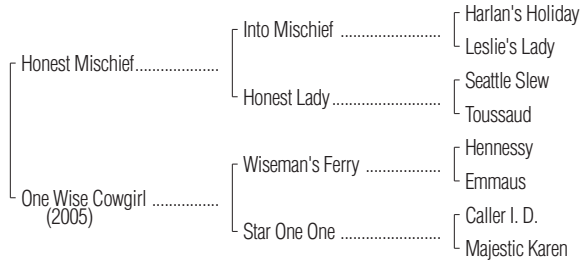 Harlan's Holiday
Into Mischief ......................
Leslie's Lady
Honest Mischief...................
Seattle Slew
Honest Lady........................
Toussaud
Hennessy
Wiseman's Ferry ................
Emmaus
One Wise Cowgirl ...............
(2005)
Caller I. D.
Star One One ......................
Majestic Karen